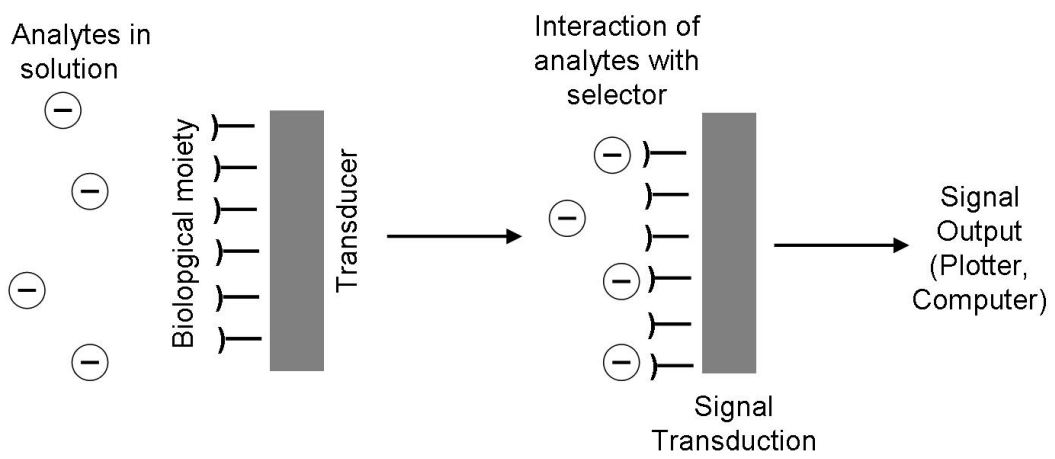 Analytes in
solution
Biolopgical moiety
Transducer
Interaction of
analytes with
selector
Signal
Transduction
Signal
Output
(Plotter,
Computer)